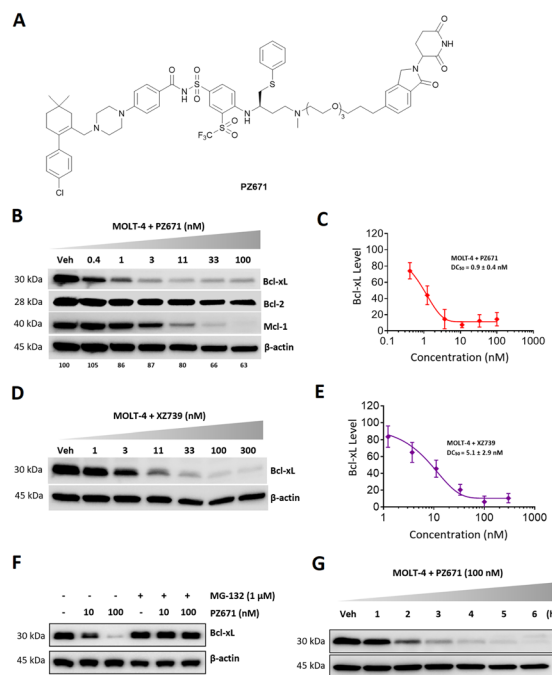 A
O
O
NH
O
N
O
S
O
O
NH
S
O
N
N
H
N
O
3
S
O
O
F₃C
Cl
PZ671
B
MOLT-4 + PZ671 (nM)
Veh 0.4 1 3 11 33 100
30 kDa Bcl-xL
28 kDa Bcl-2
40 kDa Mcl-1
45 kDa β-actin
100 105 86 87 80 66 63
C
Bcl-xL Level
120
100
80
60
40
20
0
MOLT-4 + PZ671
DC₅₀ = 0.9 ± 0.4 nM
0.1 1 10 100 1000
Concentration (nM)
D
MOLT-4 + XZ739 (nM)
Veh 1 3 11 33 100 300
30 kDa Bcl-xL
45 kDa β-actin
E
Bcl-xL Level
120
100
80
60
40
20
0
MOLT-4 + XZ739
DC₅₀ = 5.1 ± 2.9 nM
1 10 100 1000
Concentration (nM)
F
- - - + + + MG-132 (1 μM)
- 10 100 - 10 100 PZ671 (nM)
30 kDa Bcl-xL
45 kDa β-actin
G
MOLT-4 + PZ671 (100 nM)
Veh 1 2 3 4 5 6 (h
30 kDa
45 kDa